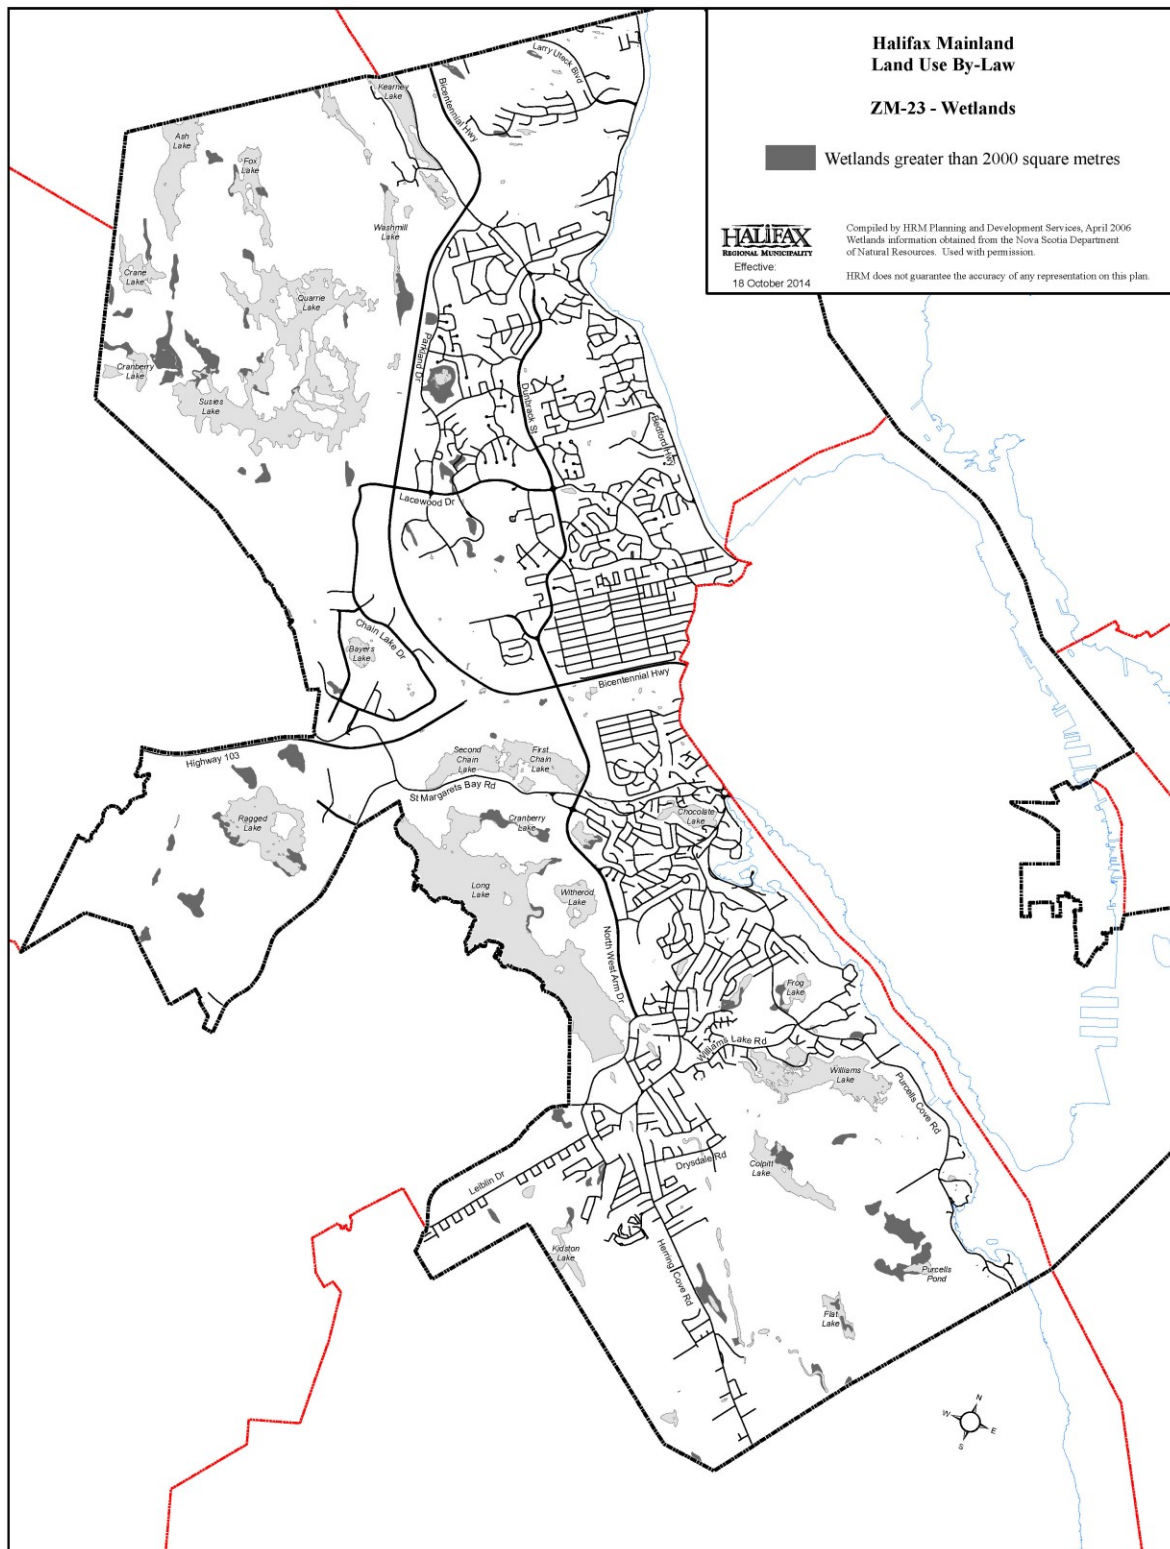 Halifax Mainland
Land Use By-Law
ZM-23 - Wetlands
Wetlands greater than 2000 square metres
HALIFAX
REGIONAL MUNICIPALITY
Effective:
18 October 2014
Compiled by HRM Planning and Development Services, April 2006
Wetlands information obtained from the Nova Scotia Department
of Natural Resources. Used with permission.
HRM does not guarantee the accuracy of any representation on this plan.
Larry Uteck Blvd
Kearney
Lake
Bicentennial Hwy
Ash
Lake
Fox
Lake
Washmill
Lake
Crane
Lake
Quarrie
Lake
Cranberry
Lake
Susies
Lake
Parkland Dr
Dunbrack St
Bedford Hwy
Lacewood Dr
Chain Lake Dr
Bayers
Lake
Bicentennial Hwy
Highway 103
Second
Chain
Lake
First
Chain
Lake
St Margarets Bay Rd
Ragged
Lake
Cranberry
Lake
Chocolate
Lake
Long
Lake
Witherod
Lake
North West Arm Dr
Frog
Lake
Williams Lake Rd
Williams
Lake
Purcells Cove Rd
Leiblin Dr
Drysdale Rd
Colpitt
Lake
Kidston
Lake
Herring Cove Rd
Purcells
Pond
Flat
Lake
N
W
E
S